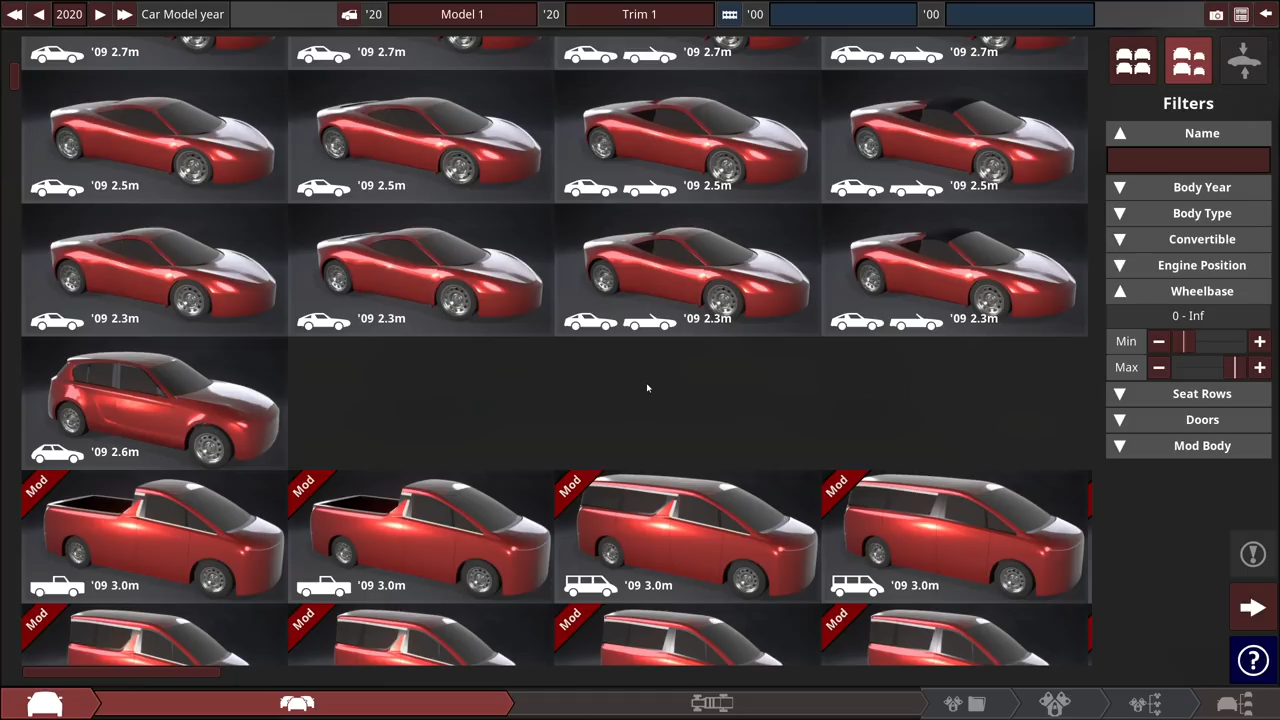 2020 Car Model year '20 Model 1 '20 Trim 1 '00 '00
'09 2.7m '09 2.7m '09 2.7m '09 2.7m
'09 2.5m '09 2.5m '09 2.5m '09 2.5m
'09 2.3m '09 2.3m '09 2.3m '09 2.3m
'09 2.6m
Mod Mod Mod Mod
'09 3.0m '09 3.0m '09 3.0m '09 3.0m
Mod Mod Mod Mod
Filters
Name
Body Year
Body Type
Convertible
Engine Position
Wheelbase
0 - Inf
Min
Max
Seat Rows
Doors
Mod Body